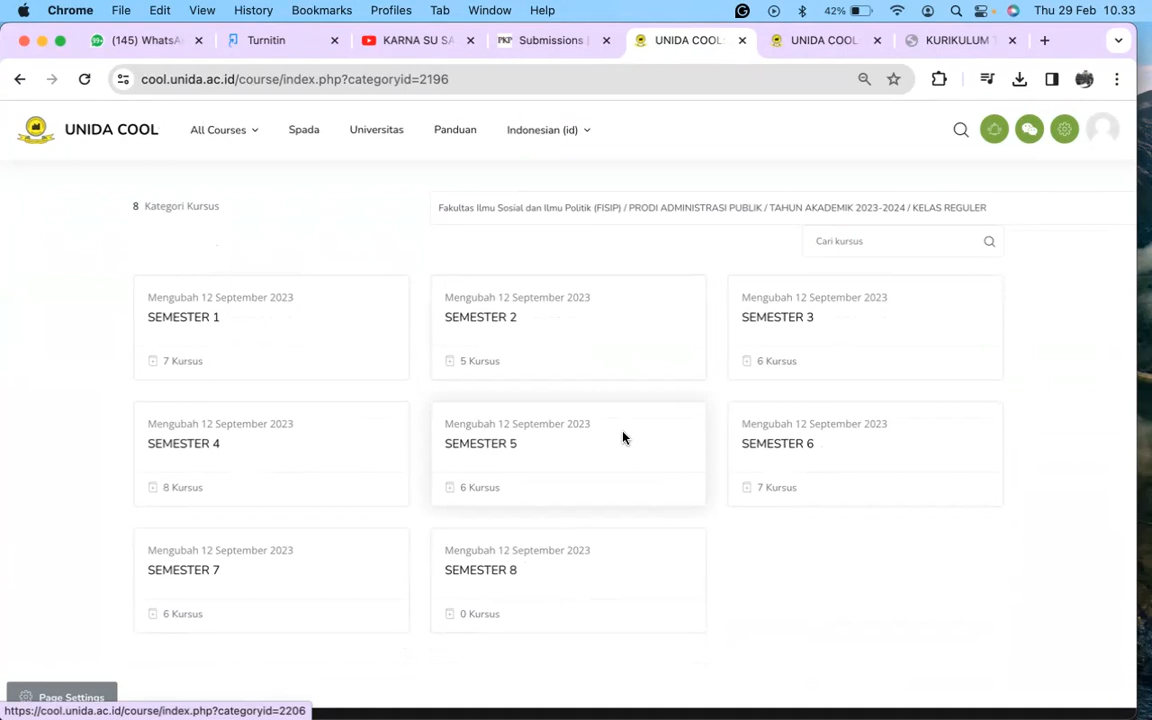 Chrome File Edit View History Bookmarks Profiles Tab Window Help 42% Thu 29 Feb 10.33
(145) WhatsA Turnitin KARNA SU SA PKP Submissions UNIDA COOL UNIDA COOL KURIKULUM T
cool.unida.ac.id/course/index.php?categoryid=2196
UNIDA COOL All Courses Spada Universitas Panduan Indonesian (id)
8 Kategori Kursus
Fakultas Ilmu Sosial dan Ilmu Politik (FISIP) / PRODI ADMINISTRASI PUBLIK / TAHUN AKADEMIK 2023-2024 / KELAS REGULER
Cari kursus
Mengubah 12 September 2023
SEMESTER 1
7 Kursus
Mengubah 12 September 2023
SEMESTER 2
5 Kursus
Mengubah 12 September 2023
SEMESTER 3
6 Kursus
Mengubah 12 September 2023
SEMESTER 4
8 Kursus
Mengubah 12 September 2023
SEMESTER 5
6 Kursus
Mengubah 12 September 2023
SEMESTER 6
7 Kursus
Mengubah 12 September 2023
SEMESTER 7
6 Kursus
Mengubah 12 September 2023
SEMESTER 8
0 Kursus
Page Settings
https://cool.unida.ac.id/course/index.php?categoryid=2206